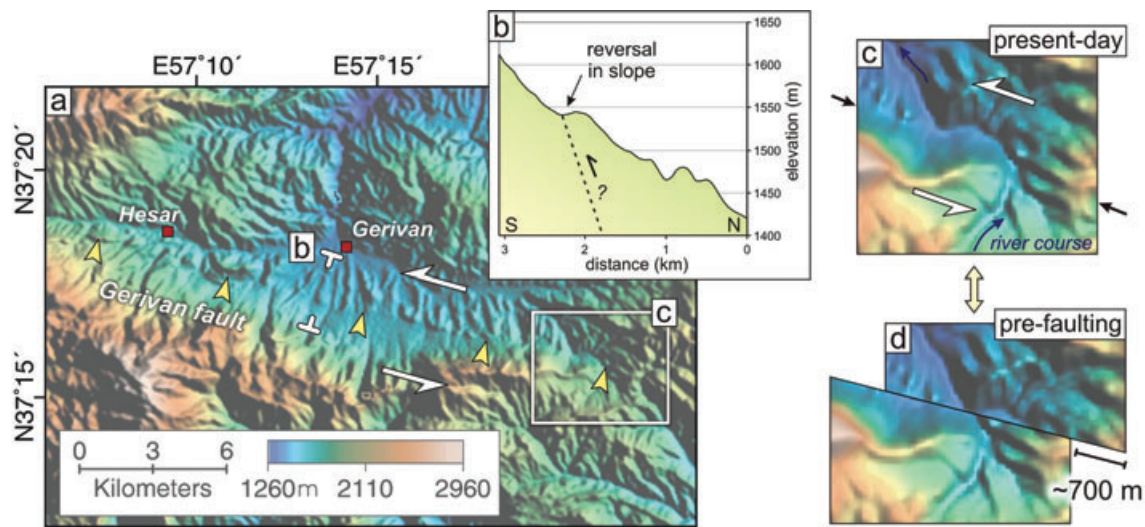 E57°10´
E57°15´
N37°20´
N37°15´
a
Hesar
Gerivan
b
Gerivan fault
c
0 3 6
Kilometers
1260m 2110 2960
b
reversal
in slope
?
S
N
1650
1600
1550
1500
1450
1400
elevation (m)
3 2 1 0
distance (km)
c
present-day
river course
d
pre-faulting
~700 m